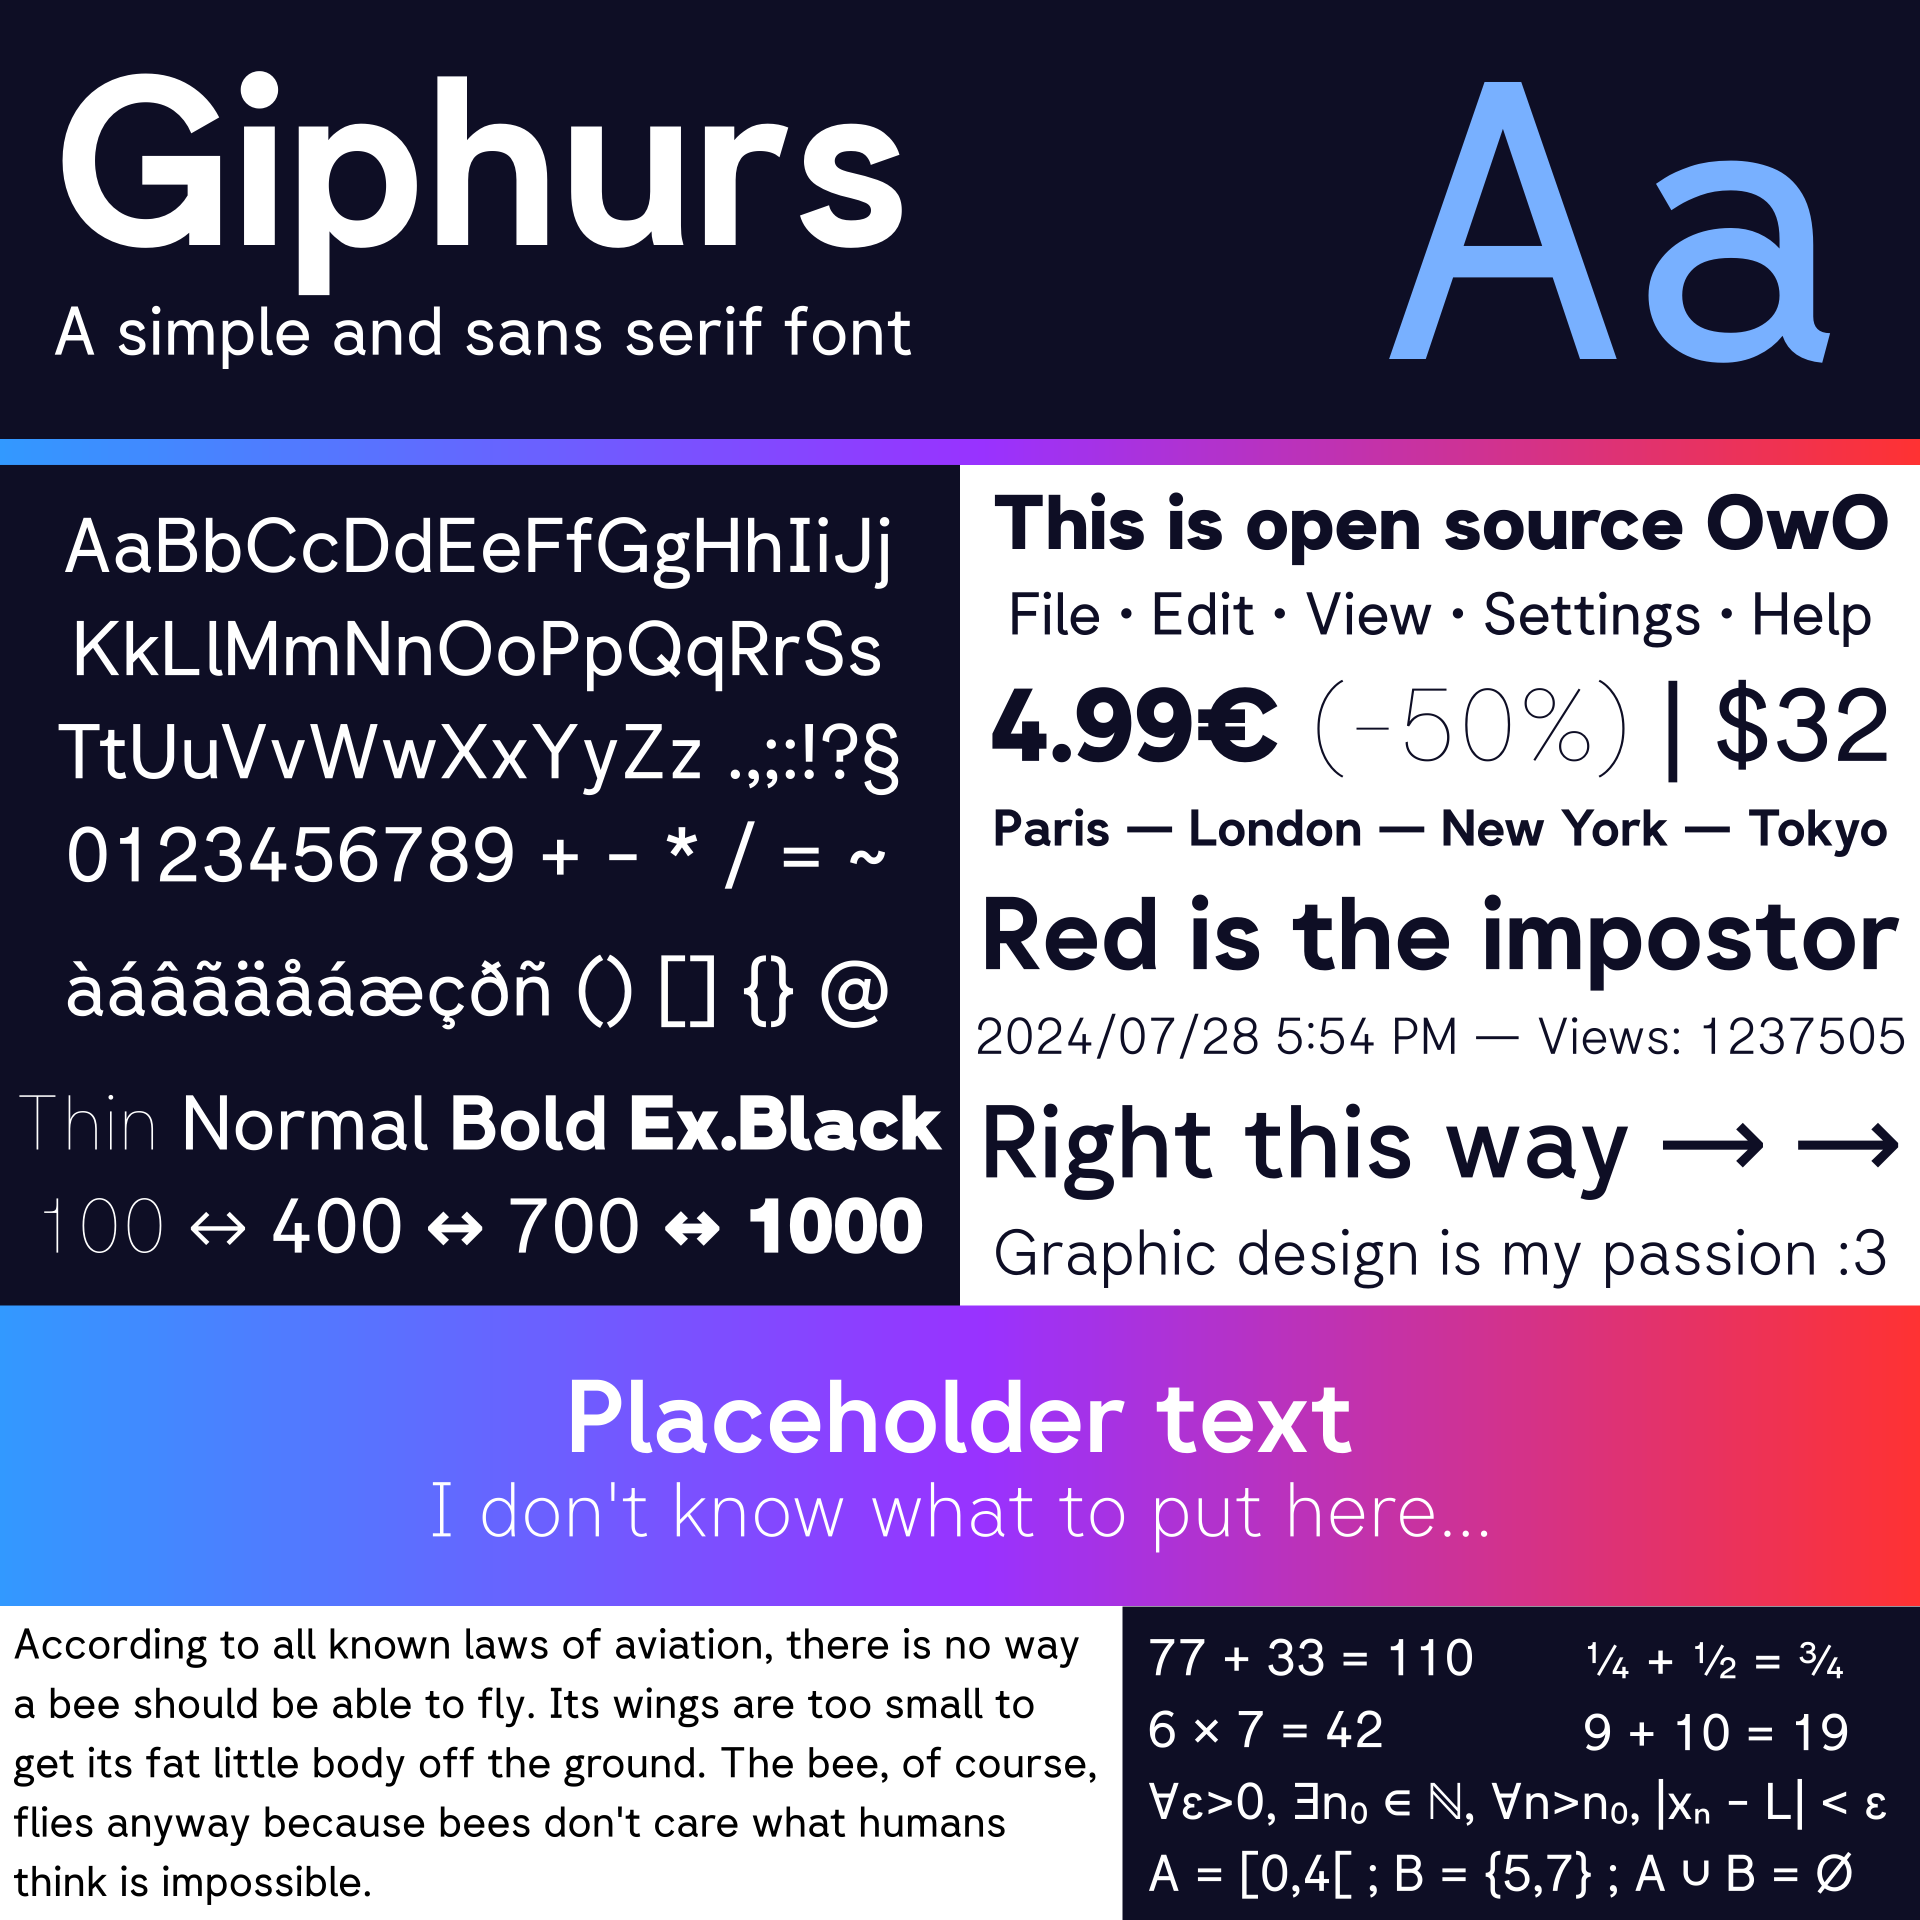 Giphurs
A simple and sans serif font
Aa
AaBbCcDdEeFfGgHhIiJj
KkLlMmNnOoPpQqRrSs
TtUuVvWwXxYyZz .,;:!?§
0123456789 + - * / = ~
àáâãäåáæçðñ () [] {} @
Thin Normal Bold Ex.Black
100 ↔ 400 ↔ 700 ↔ 1000
This is open source OwO
File • Edit • View • Settings • Help
4.99€ (-50%) | $32
Paris — London — New York — Tokyo
Red is the impostor
2024/07/28 5:54 PM — Views: 1237505
Right this way → →
Graphic design is my passion :3
Placeholder text
I don't know what to put here...
According to all known laws of aviation, there is no way
a bee should be able to fly. Its wings are too small to
get its fat little body off the ground. The bee, of course,
flies anyway because bees don't care what humans
think is impossible.
77 + 33 = 110 ¼ + ½ = ¾
6 × 7 = 42 9 + 10 = 19
∀ε>0, ∃n₀ ∈ ℕ, ∀n>n₀, |xₙ - L| < ε
A = [0,4[ ; B = {5,7} ; A ∪ B = Ø